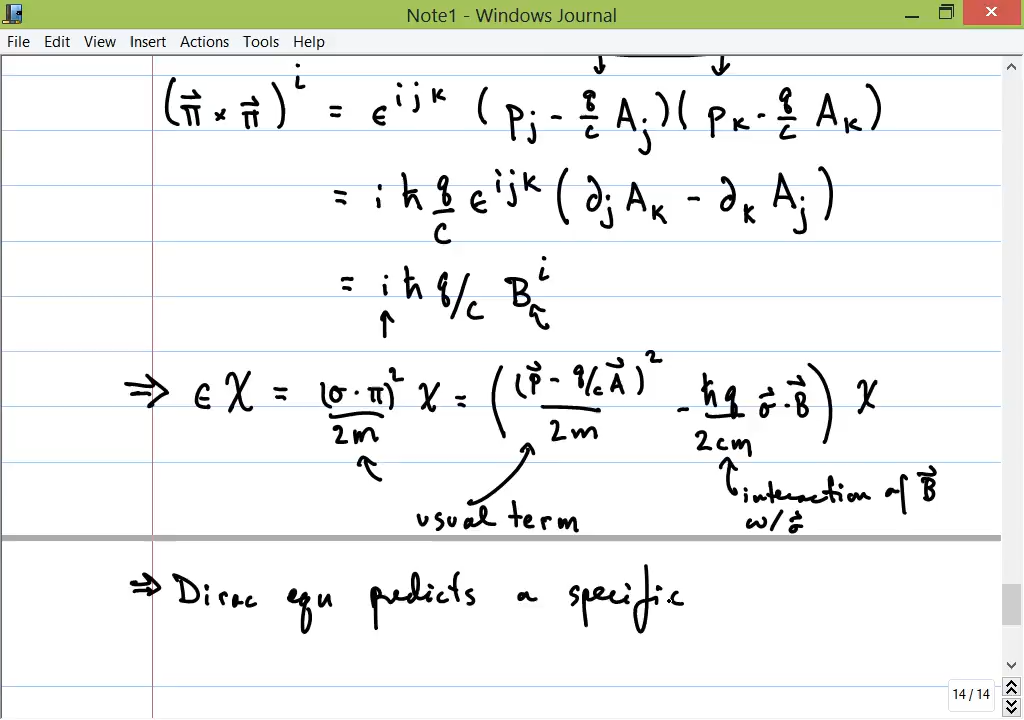 Note1 - Windows Journal
File Edit View Insert Actions Tools Help
(π⃗ × π⃗)^i = ε^{ijk} (p_j - q/c A_j)(p_k - q/c A_k)
= iħ q/c ε^{ijk} (∂_j A_k - ∂_k A_j)
= iħ q/c B^i
⇒ ε χ = (σ·π)²/2m χ = ((p⃗ - q/c A⃗)²/2m - ħq/2cm σ⃗·B⃗) χ
usual term
interaction of B⃗
w/ σ⃗
⇒ Dirac equ predicts a specific
14 / 14